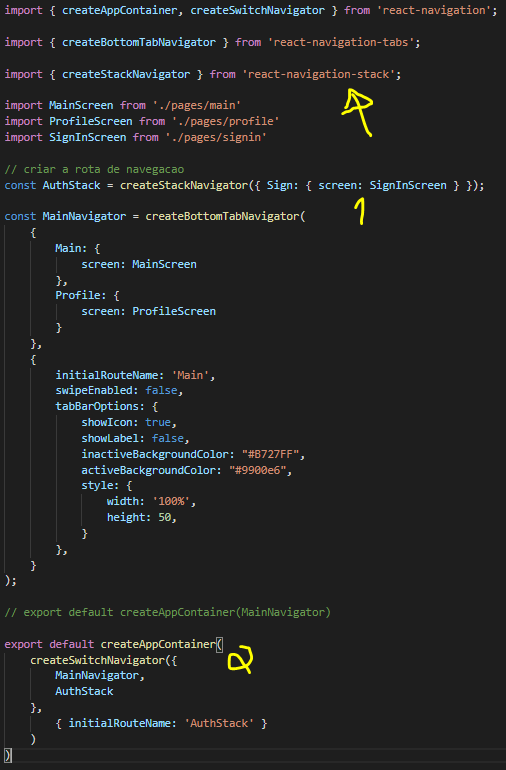 import { createAppContainer, createSwitchNavigator } from 'react-navigation';
import { createBottomTabNavigator } from 'react-navigation-tabs';
import { createStackNavigator } from 'react-navigation-stack';
import MainScreen from './pages/main'
import ProfileScreen from './pages/profile'
import SignInScreen from './pages/signin'
// criar a rota de navegacao
const AuthStack = createStackNavigator({ Sign: { screen: SignInScreen } });
1
const MainNavigator = createBottomTabNavigator(
{
Main: {
screen: MainScreen
},
Profile: {
screen: ProfileScreen
}
},
{
initialRouteName: 'Main',
swipeEnabled: false,
tabBarOptions: {
showIcon: true,
showLabel: false,
inactiveBackgroundColor: "#B727FF",
activeBackgroundColor: "#9900e6",
style: {
width: '100%',
height: 50,
}
},
}
);
// export default createAppContainer(MainNavigator)
export default createAppContainer(
createSwitchNavigator({
2
MainNavigator,
AuthStack
},
{ initialRouteName: 'AuthStack' }
)
)